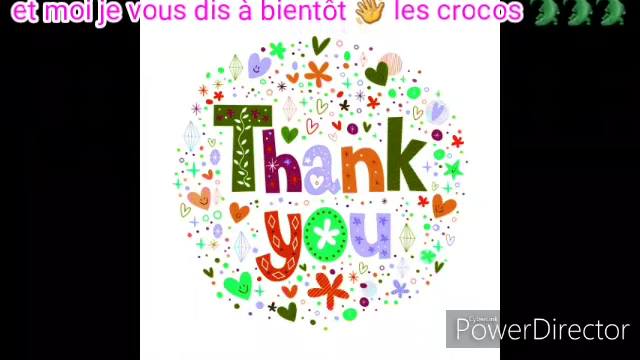 et moi je vous dis à bientôt 👋 les crocos 🐊🐊🐊
Thank
you
CyberLink
PowerDirector